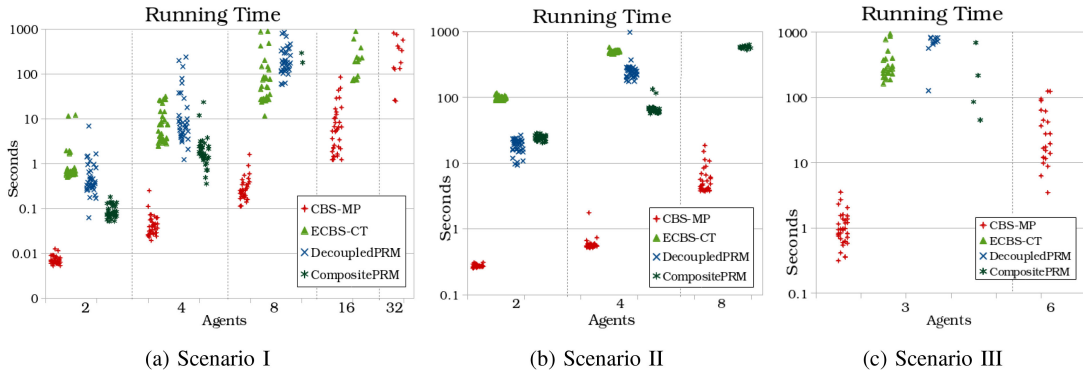 Running Time
1000
100
10
1
0.1
0.01
0
Seconds
2
4
8
16
32
Agents
CBS-MP
ECBS-CT
DecoupledPRM
CompositePRM
(a) Scenario I
Running Time
1000
100
10
1
0.1
Seconds
2
4
8
Agents
CBS-MP
ECBS-CT
DecoupledPRM
CompositePRM
(b) Scenario II
Running Time
1000
100
10
1
0.1
Seconds
3
6
Agents
CBS-MP
ECBS-CT
DecoupledPRM
CompositePRM
(c) Scenario III